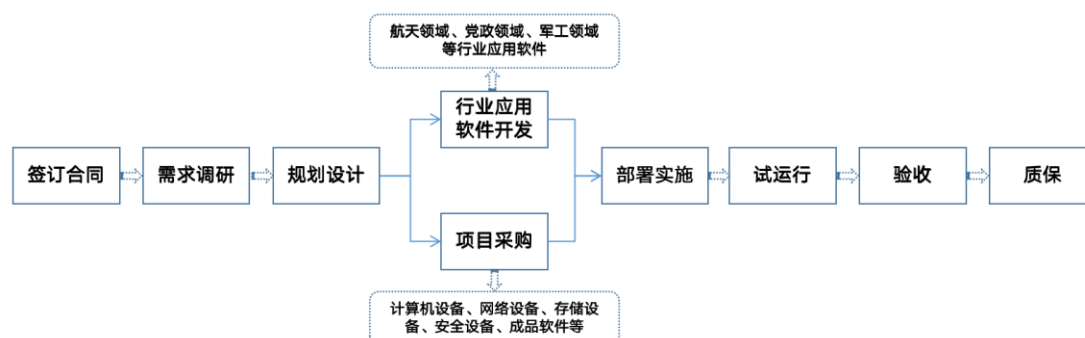 航天领域、党政领域、军工领域
等行业应用软件
行业应用
软件开发
签订合同
需求调研
规划设计
部署实施
试运行
验收
质保
项目采购
计算机设备、网络设备、存储设
备、安全设备、成品软件等